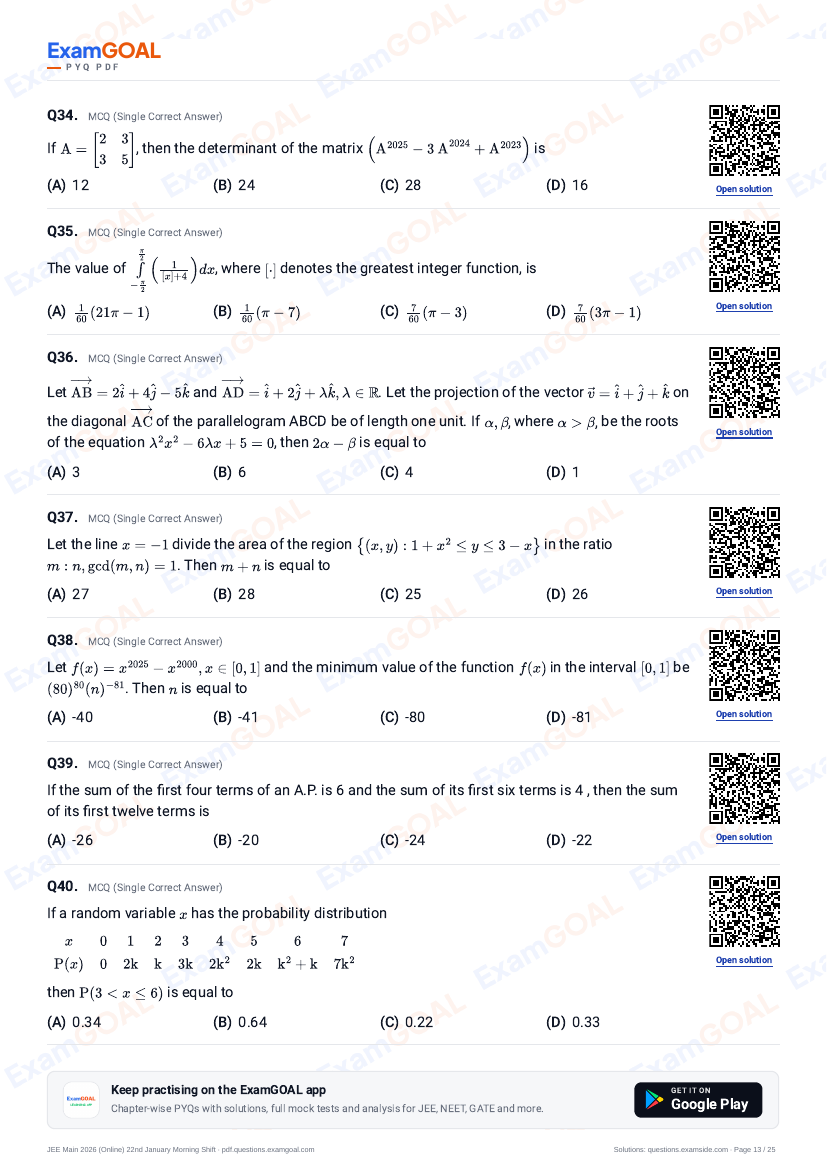 ExamGOAL
PYQ PDF
Q34. MCQ (Single Correct Answer)
If A = [2 3; 3 5], then the determinant of the matrix (A²⁰²⁵ − 3 A²⁰²⁴ + A²⁰²³) is
(A) 12 (B) 24 (C) 28 (D) 16
Open solution
Q35. MCQ (Single Correct Answer)
The value of ∫_{−π/2}^{π/2} (1/([x]+4)) dx, where [·] denotes the greatest integer function, is
(A) 1/60 (21π − 1) (B) 1/60 (π − 7) (C) 7/60 (π − 3) (D) 7/60 (3π − 1)
Open solution
Q36. MCQ (Single Correct Answer)
Let \overrightarrow{AB} = 2î + 4ĵ − 5k̂ and \overrightarrow{AD} = î + 2ĵ + λk̂, λ ∈ ℝ. Let the projection of the vector v⃗ = î + ĵ + k̂ on
the diagonal \overrightarrow{AC} of the parallelogram ABCD be of length one unit. If α, β, where α > β, be the roots
of the equation λ²x² − 6λx + 5 = 0, then 2α − β is equal to
(A) 3 (B) 6 (C) 4 (D) 1
Open solution
Q37. MCQ (Single Correct Answer)
Let the line x = −1 divide the area of the region {(x, y) : 1 + x² ≤ y ≤ 3 − x} in the ratio
m : n, gcd(m, n) = 1. Then m + n is equal to
(A) 27 (B) 28 (C) 25 (D) 26
Open solution
Q38. MCQ (Single Correct Answer)
Let f(x) = x²⁰²⁵ − x²⁰⁰⁰, x ∈ [0, 1] and the minimum value of the function f(x) in the interval [0, 1] be
(80)⁸⁰(n)⁻⁸¹. Then n is equal to
(A) -40 (B) -41 (C) -80 (D) -81
Open solution
Q39. MCQ (Single Correct Answer)
If the sum of the first four terms of an A.P. is 6 and the sum of its first six terms is 4 , then the sum
of its first twelve terms is
(A) -26 (B) -20 (C) -24 (D) -22
Open solution
Q40. MCQ (Single Correct Answer)
If a random variable x has the probability distribution
x 0 1 2 3 4 5 6 7
P(x) 0 2k k 3k 2k² 2k k² + k 7k²
then P(3 < x ≤ 6) is equal to
(A) 0.34 (B) 0.64 (C) 0.22 (D) 0.33
Open solution
ExamGOAL
Keep practising on the ExamGOAL app
Chapter-wise PYQs with solutions, full mock tests and analysis for JEE, NEET, GATE and more.
GET IT ON
Google Play
JEE Main 2026 (Online) 22nd January Morning Shift · pdf.questions.examgoal.com
Solutions: questions.examside.com · Page 13 / 25